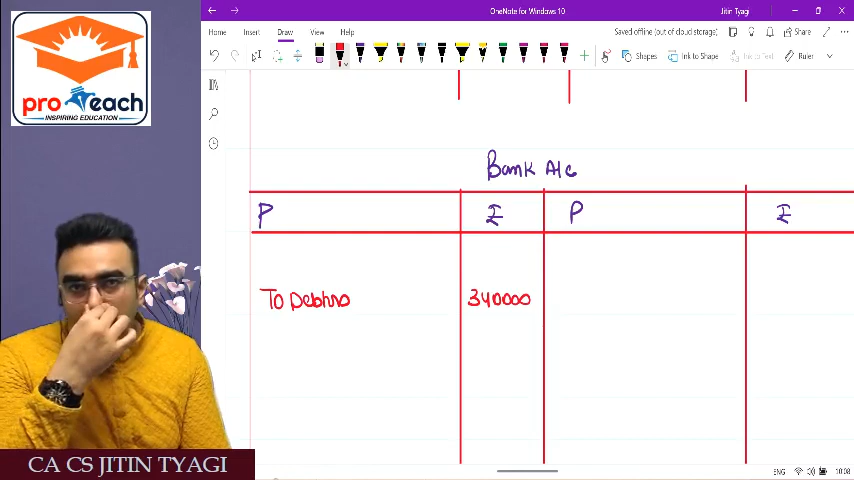 OneNote for Windows 10
Jitin Tyagi
Home
Insert
Draw
View
Help
Saved offline (out of cloud storage)
Share
Shapes
Ink to Shape
Ink to Text
Ruler
pro Teach
INSPIRING EDUCATION
Bank A/c
P ₹ P ₹
To Debtors 340000
CA CS JITIN TYAGI
ENG
10:08